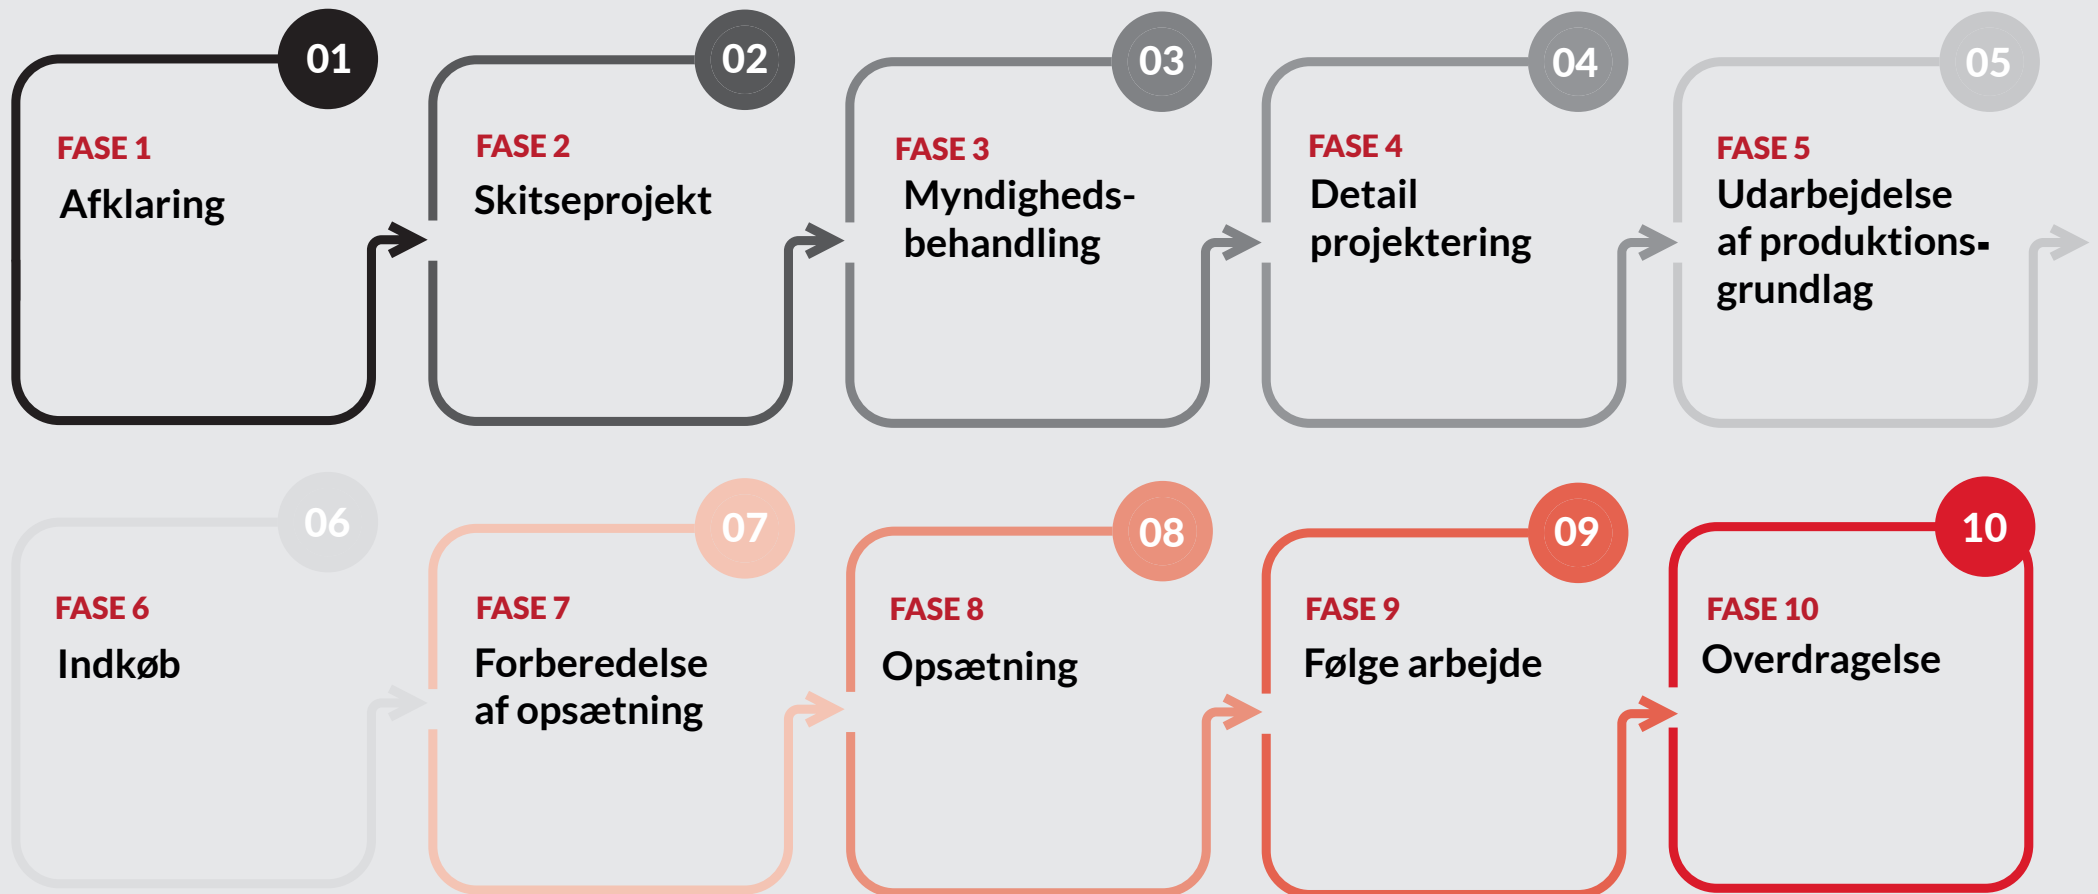 01
FASE 1
Afklaring
02
FASE 2
Skitseprojekt
03
FASE 3
Myndigheds-
behandling
04
FASE 4
Detail
projektering
05
FASE 5
Udarbejdelse
af produktions-
grundlag
06
FASE 6
Indkøb
07
FASE 7
Forberedelse
af opsætning
08
FASE 8
Opsætning
09
FASE 9
Følge arbejde
10
FASE 10
Overdragelse